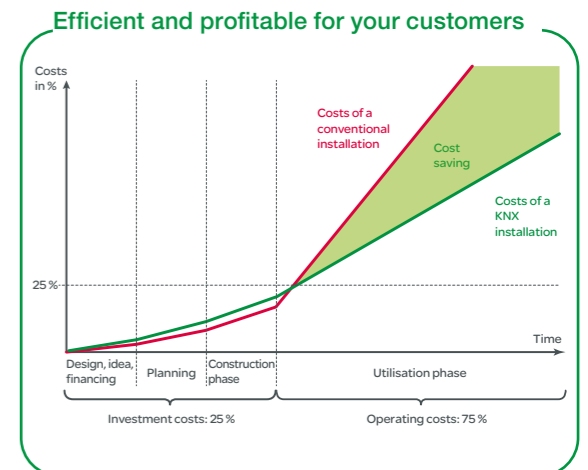 Efficient and profitable for your customers
Costs
in %
Costs of a
conventional
installation
Cost
saving
Costs of a
KNX
installation
25 %
Time
Design, idea,
financing
Planning
Construction
phase
Utilisation phase
Investment costs: 25 %
Operating costs: 75 %